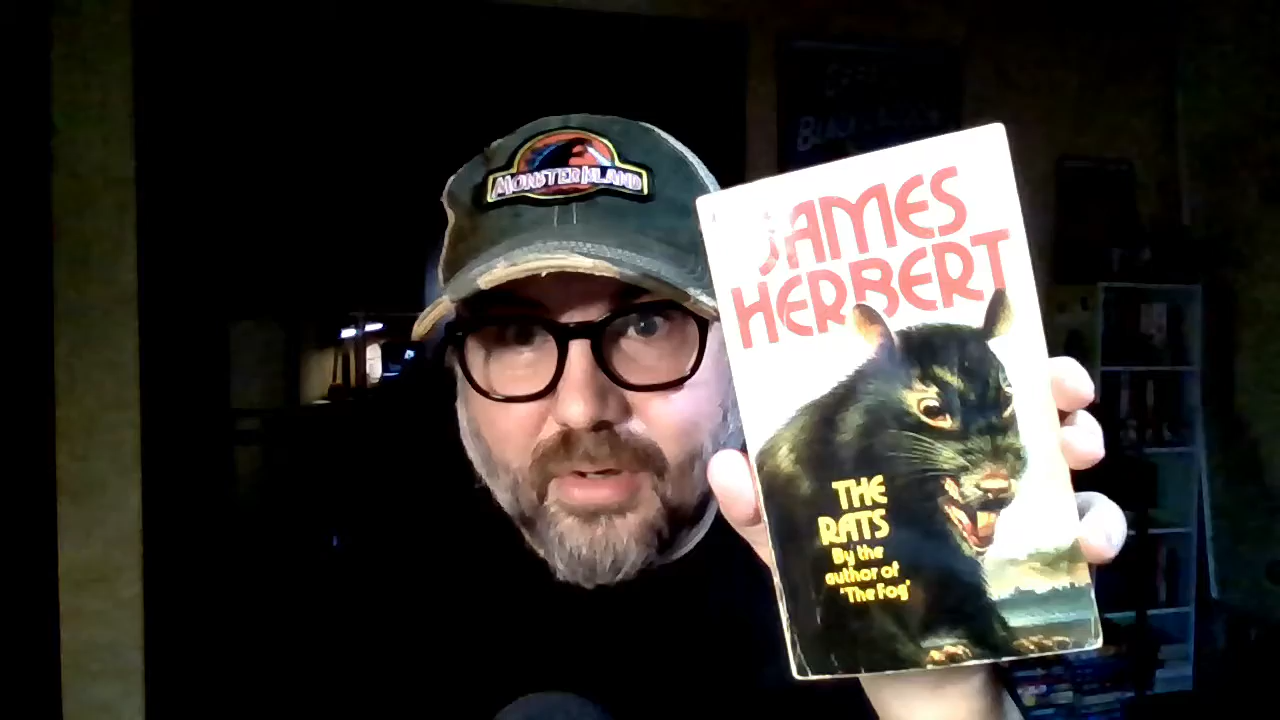 MONSTER ISLAND
JAMES
HERBERT
THE
RATS
By the
author of
'The Fog'